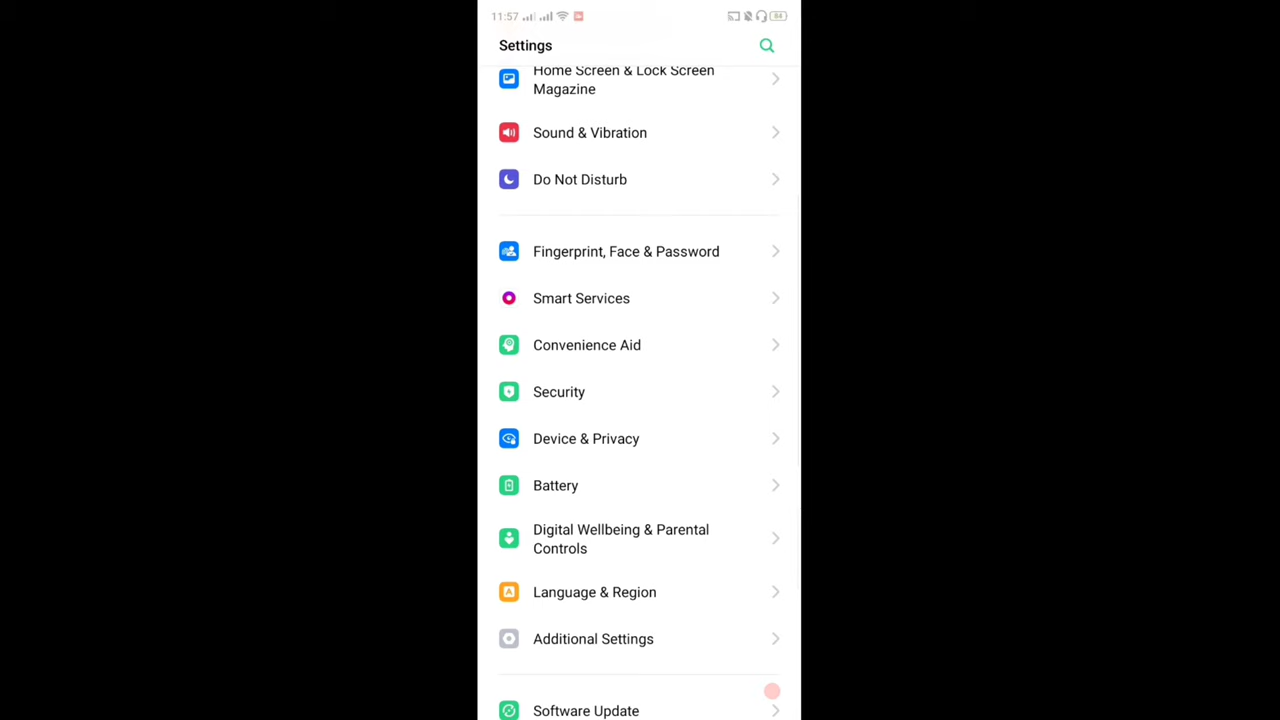 11:57 84
Settings
Home Screen & Lock Screen
Magazine
Sound & Vibration
Do Not Disturb
Fingerprint, Face & Password
Smart Services
Convenience Aid
Security
Device & Privacy
Battery
Digital Wellbeing & Parental
Controls
Language & Region
Additional Settings
Software Update